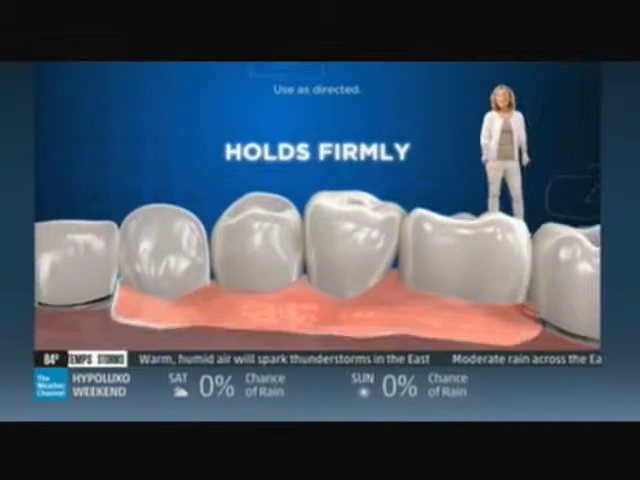 Use as directed.
HOLDS FIRMLY
84° TEMPS STORMS Warm, humid air will spark thunderstorms in the East Moderate rain across the Ea
The Weather Channel
HYPOLUXO WEEKEND
SAT 0% Chance of Rain
SUN 0% Chance of Rain